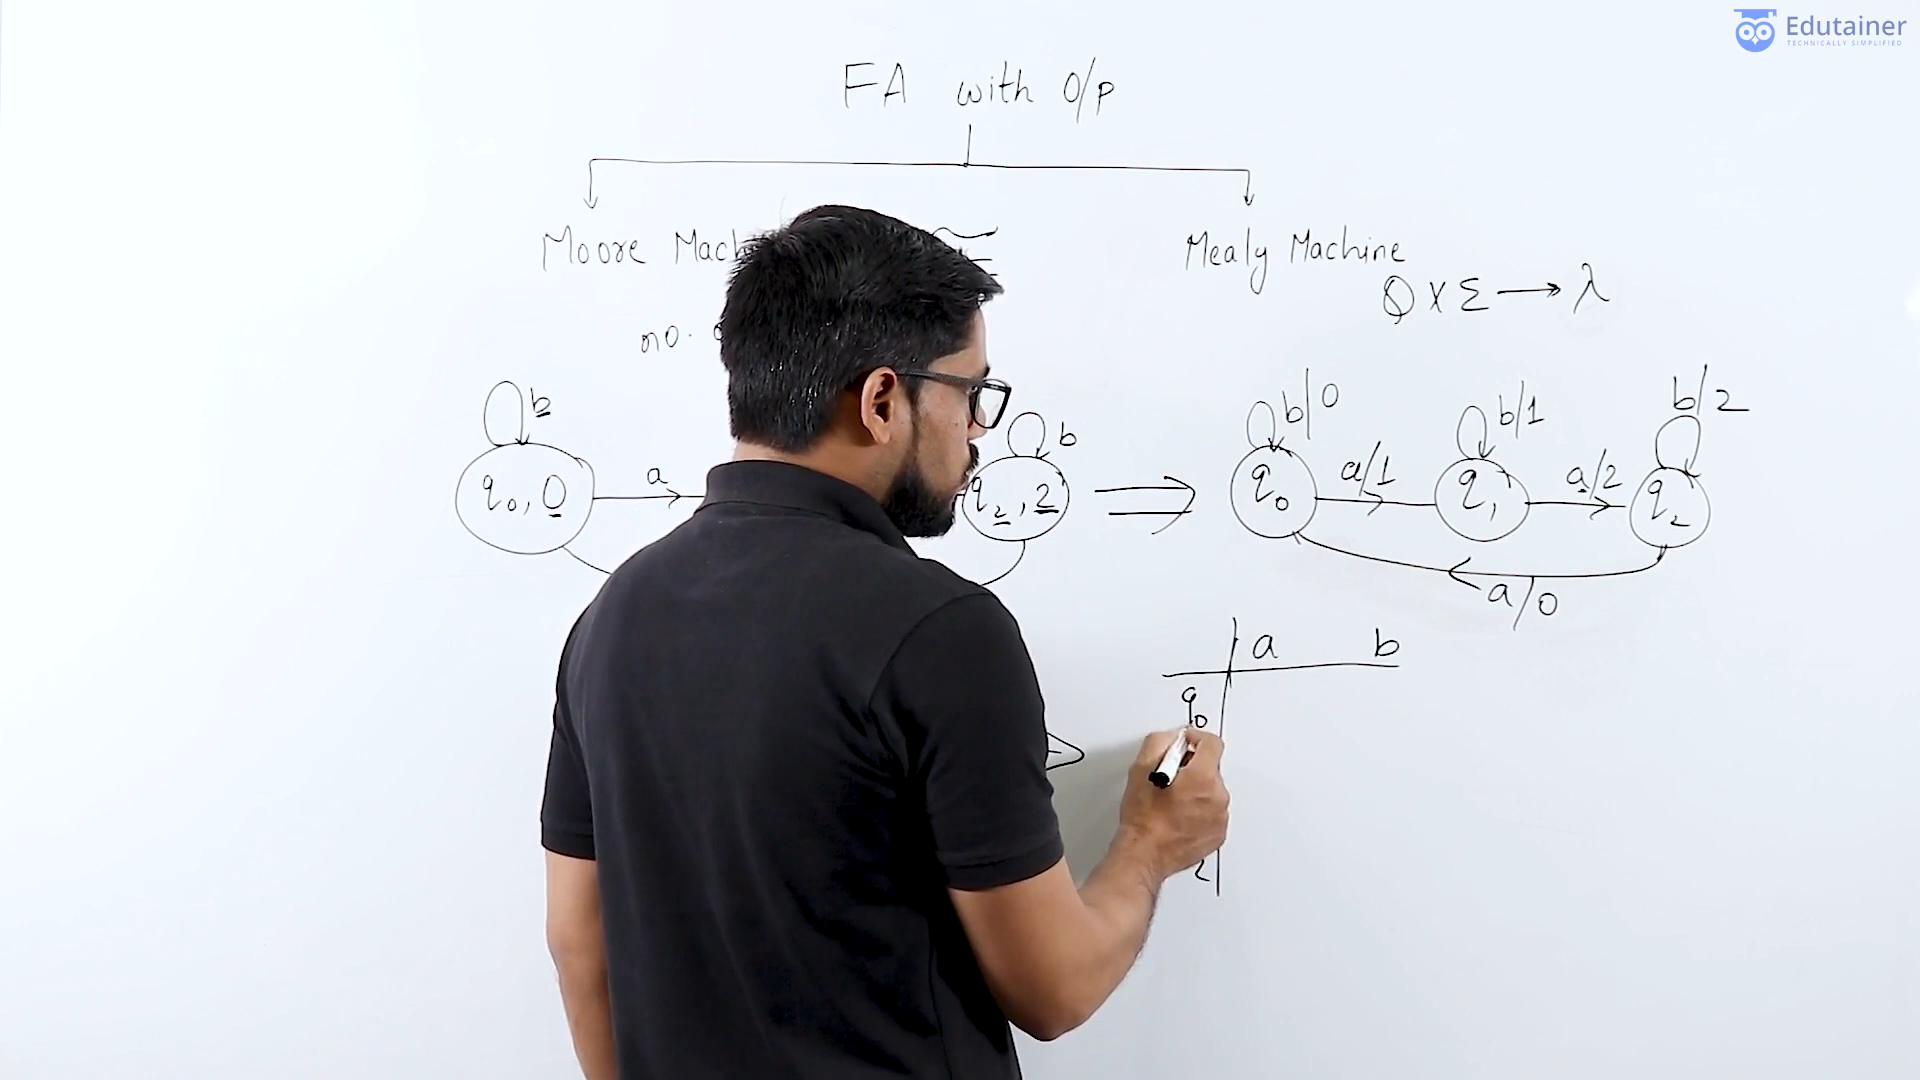 Edutainer
TECHNICALLY SIMPLIFIED
FA with O/P
Moore
Mealy Machine
Q × Σ → λ
no.
b
q₀, 0
a
b
q₂, 2
⇒
b/0
q₀
a/1
b/1
q₁
a/2
b/2
q₂
a/0
a b
q₀
2